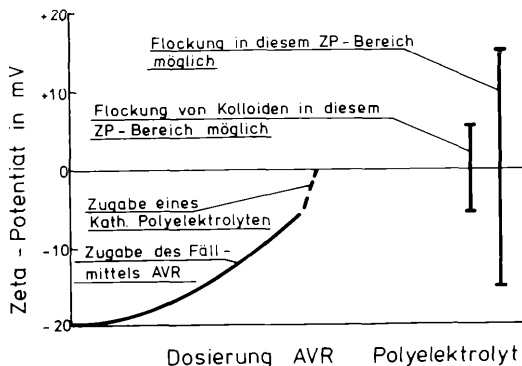 +20
Flockung in diesem ZP-Bereich
möglich
+10
Flockung von Kolloiden in diesem
ZP-Bereich möglich
0
Zugabe eines
Kath. Polyelektrolyten
Zugabe des Fäll-
mittels AVR
-10
-20
Zeta - Potentiat in mV
Dosierung AVR Polyelektrolyt